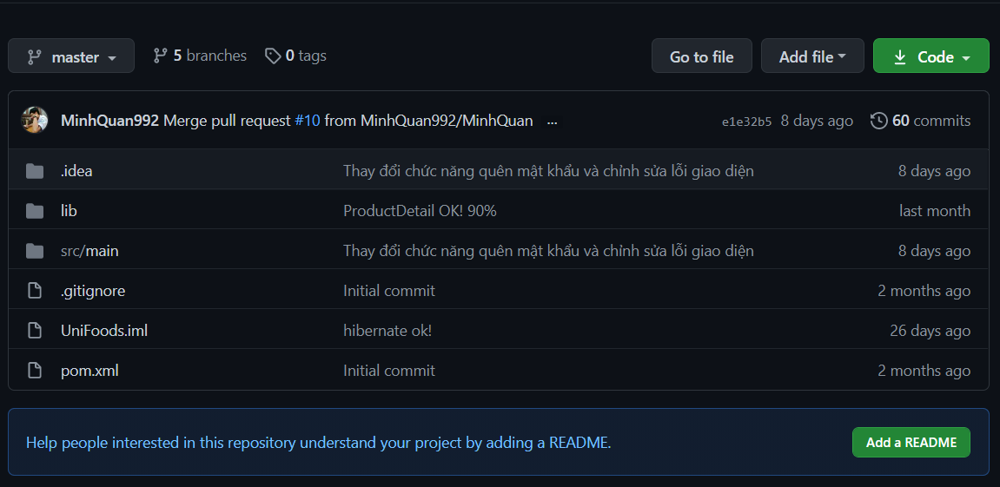 master 5 branches 0 tags Go to file Add file Code
MinhQuan992 Merge pull request #10 from MinhQuan992/MinhQuan ... e1e32b5 8 days ago 60 commits
.idea Thay đổi chức năng quên mật khẩu và chỉnh sửa lỗi giao diện 8 days ago
lib ProductDetail OK! 90% last month
src/main Thay đổi chức năng quên mật khẩu và chỉnh sửa lỗi giao diện 8 days ago
.gitignore Initial commit 2 months ago
UniFoods.iml hibernate ok! 26 days ago
pom.xml Initial commit 2 months ago
Help people interested in this repository understand your project by adding a README. Add a README